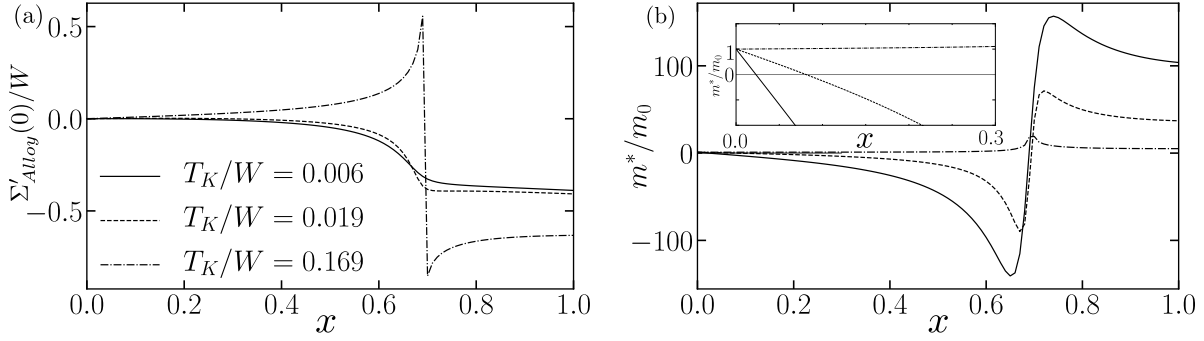 (a)
0.5
0.0
−0.5
Σ′Alloy(0)/W
T_K/W = 0.006
T_K/W = 0.019
T_K/W = 0.169
0.0 0.2 0.4 0.6 0.8 1.0
x
(b)
100
0
−100
m*/m₀
1
0
m*/m₀
0.0 x 0.3
0.0 0.2 0.4 0.6 0.8 1.0
x